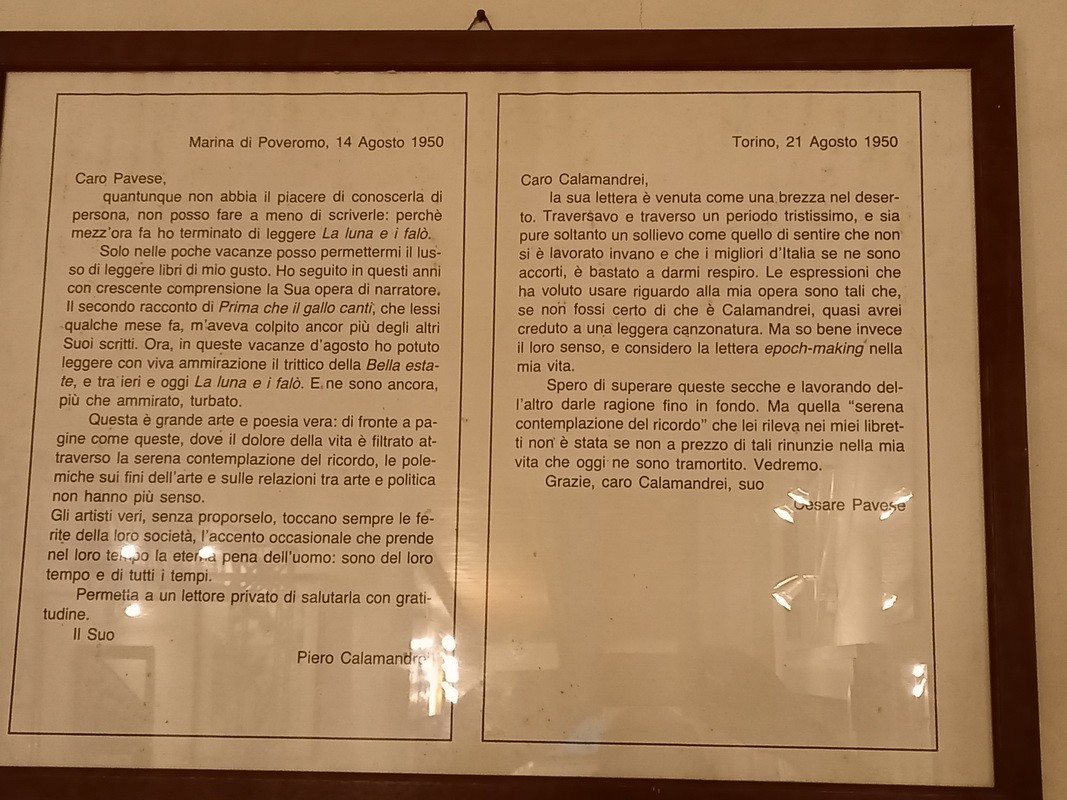 Marina di Poveromo, 14 Agosto 1950
Caro Pavese,
quantunque non abbia il piacere di conoscerla di
persona, non posso fare a meno di scriverle: perchè
mezz'ora fa ho terminato di leggere La luna e i falò.
Solo nelle poche vacanze posso permettermi il lus-
so di leggere libri di mio gusto. Ho seguito in questi anni
con crescente comprensione la Sua opera di narratore.
Il secondo racconto di Prima che il gallo canti, che lessi
qualche mese fa, m'aveva colpito ancor più degli altri
Suoi scritti. Ora, in queste vacanze d'agosto ho potuto
leggere con viva ammirazione il trittico della Bella esta-
te, e tra ieri e oggi La luna e i falò. E ne sono ancora,
più che ammirato, turbato.
Questa è grande arte e poesia vera: di fronte a pa-
gine come queste, dove il dolore della vita è filtrato at-
traverso la serena contemplazione del ricordo, le pole-
miche sui fini dell'arte e sulle relazioni tra arte e politica
non hanno più senso.
Gli artisti veri, senza proporselo, toccano sempre le fe-
rite della loro società, l'accento occasionale che prende
nel loro tempo la eterna pena dell'uomo: sono del loro
tempo e di tutti i tempi.
Permetta a un lettore privato di salutarla con grati-
tudine.
Il Suo
Piero Calamandrei
Torino, 21 Agosto 1950
Caro Calamandrei,
la sua lettera è venuta come una brezza nel deser-
to. Traversavo e traverso un periodo tristissimo, e sia
pure soltanto un sollievo come quello di sentire che non
si è lavorato invano e che i migliori d'Italia se ne sono
accorti, è bastato a darmi respiro. Le espressioni che
ha voluto usare riguardo alla mia opera sono tali che,
se non fossi certo di che è Calamandrei, quasi avrei
creduto a una leggera canzonatura. Ma so bene invece
il loro senso, e considero la lettera epoch-making nella
mia vita.
Spero di superare queste secche e lavorando del-
l'altro darle ragione fino in fondo. Ma quella "serena
contemplazione del ricordo" che lei rileva nei miei libret-
ti non è stata se non a prezzo di tali rinunzie nella mia
vita che oggi ne sono tramortito. Vedremo.
Grazie, caro Calamandrei, suo
Cesare Pavese